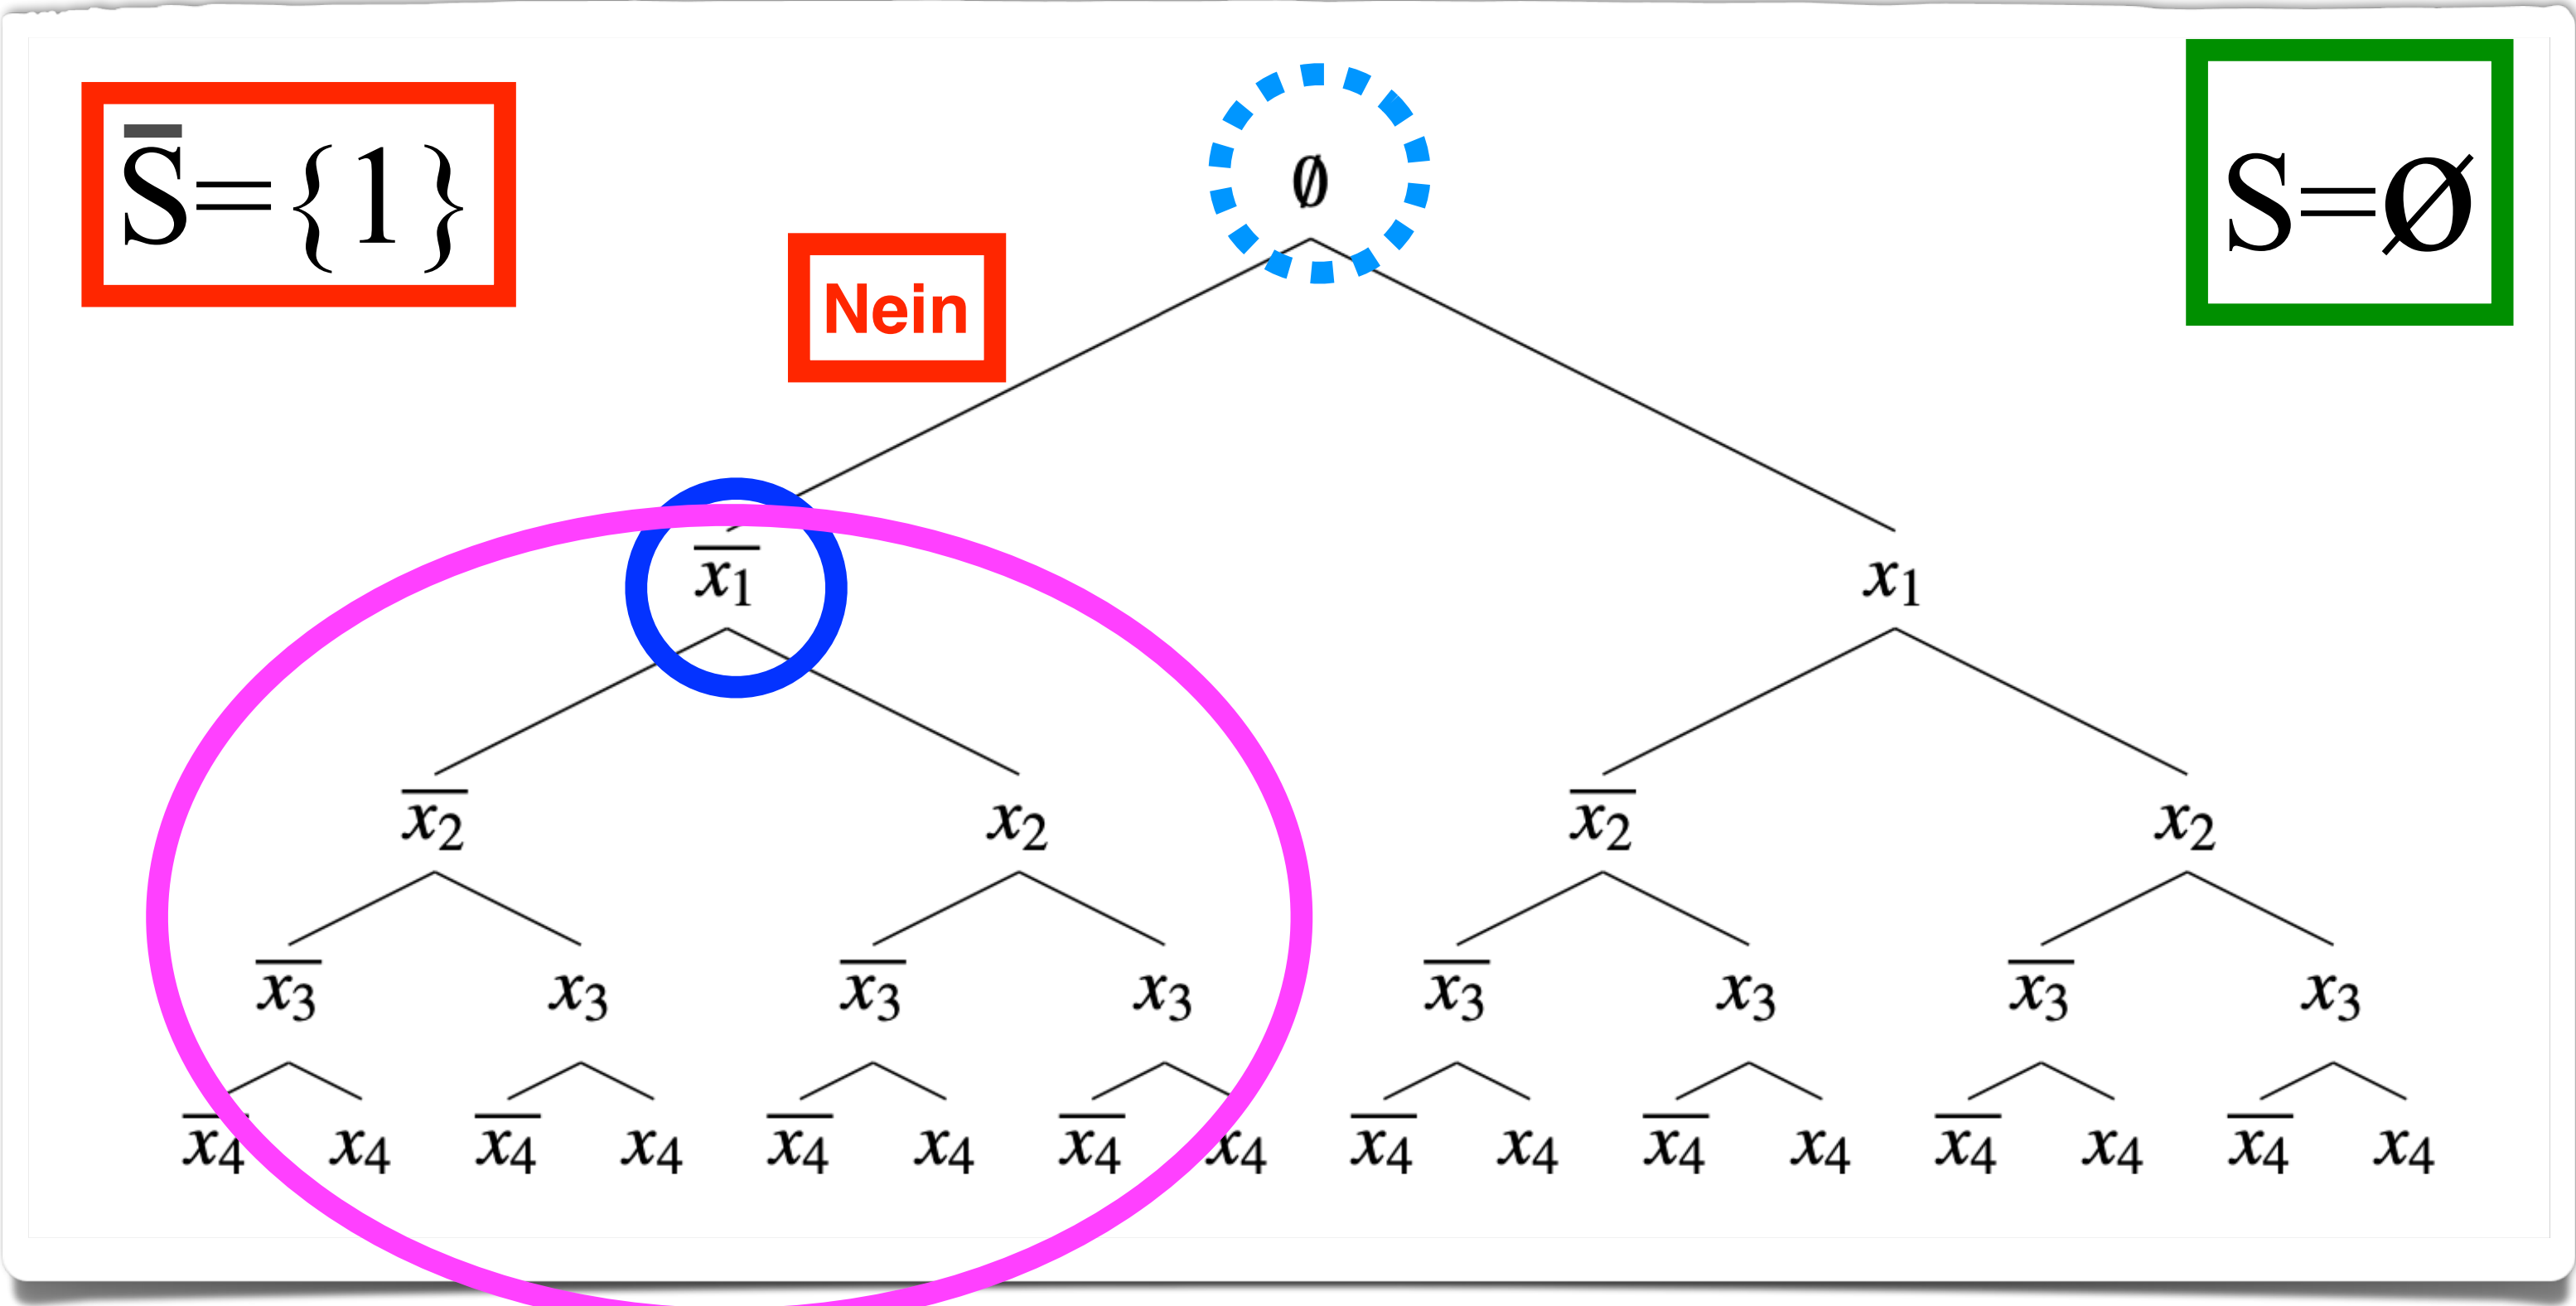 S̅={1}
∅
S=Ø
Nein
x̅₁ x₁
x̅₂ x₂ x̅₂ x₂
x̅₃ x₃ x̅₃ x₃ x̅₃ x₃ x̅₃ x₃
x̅₄ x₄ x̅₄ x₄ x̅₄ x₄ x̅₄ x₄ x̅₄ x₄ x̅₄ x₄ x̅₄ x₄ x̅₄ x₄